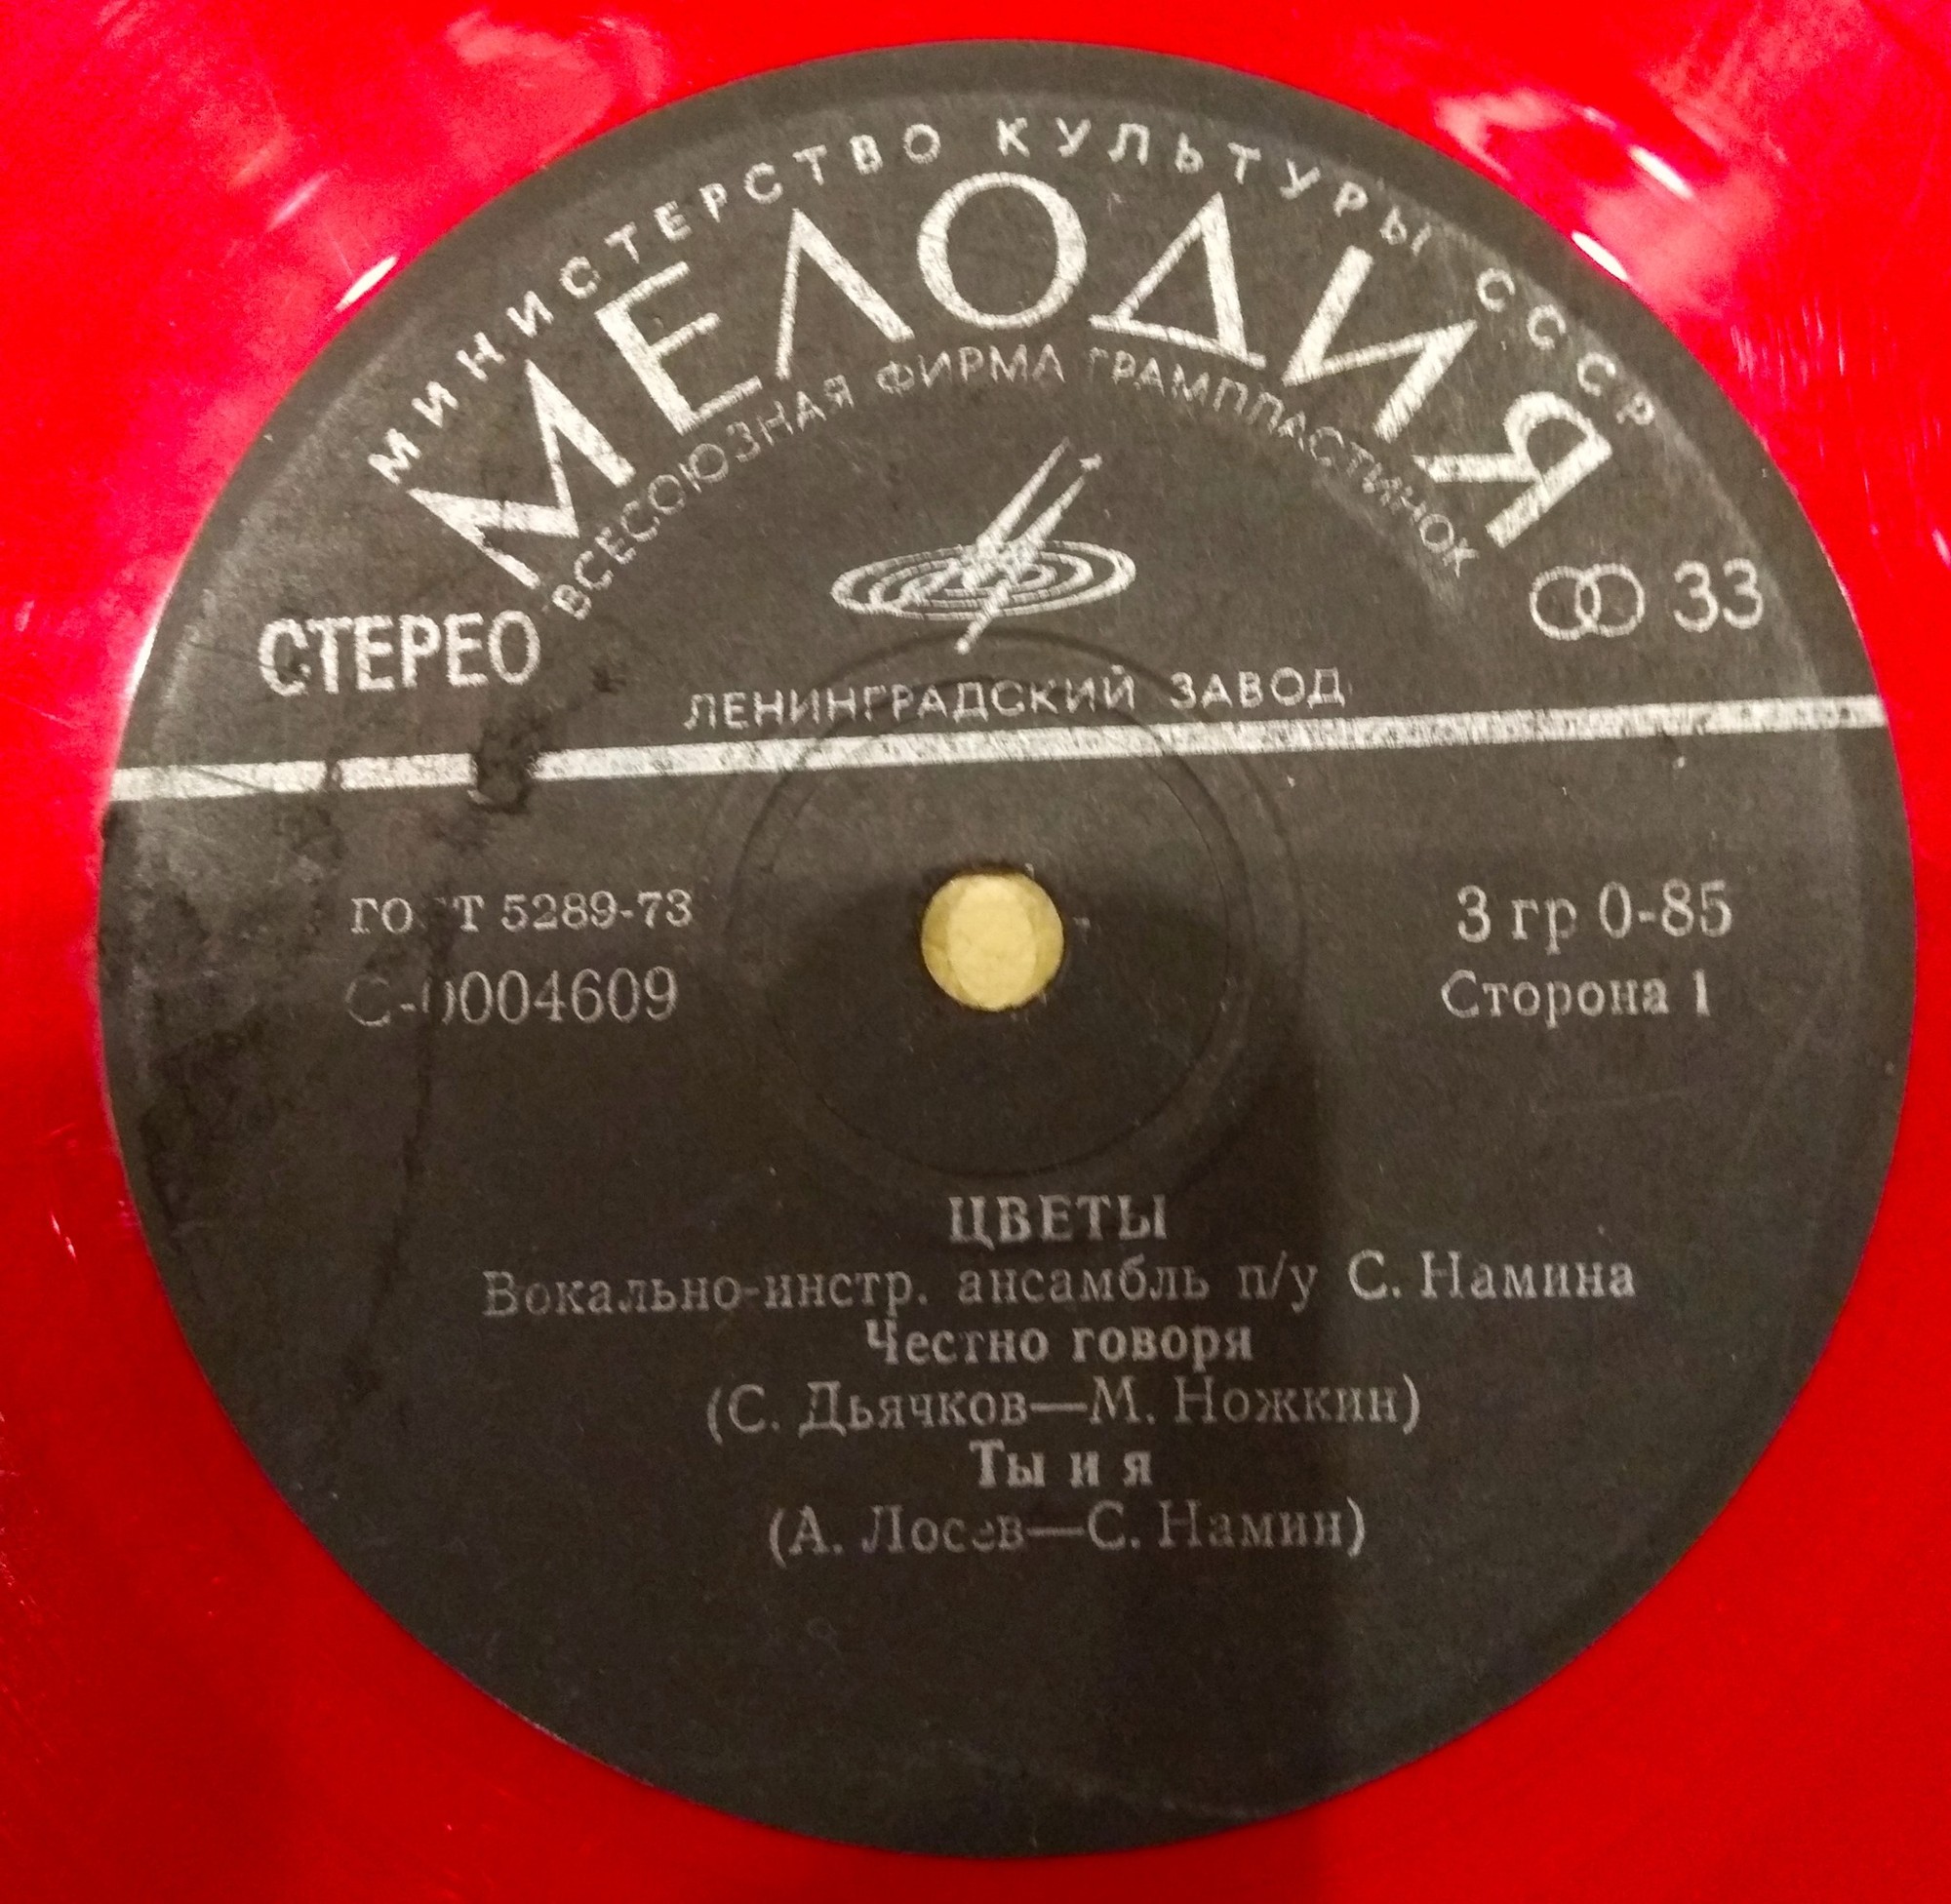 МИНИСТЕРСТВО КУЛЬТУРЫ СССР
МЕЛОДИЯ
ВСЕСОЮЗНАЯ ФИРМА ГРАМПЛАСТИНОК
СТЕРЕО
33
ЛЕНИНГРАДСКИЙ ЗАВОД
ГОСТ 5289-73
3 гр 0-85
С-0004609
Сторона 1
ЦВЕТЫ
Вокально-инстр. ансамбль п/у С. Намина
Честно говоря
(С. Дьячков—М. Ножкин)
Ты и я
(А. Лосев—С. Намин)